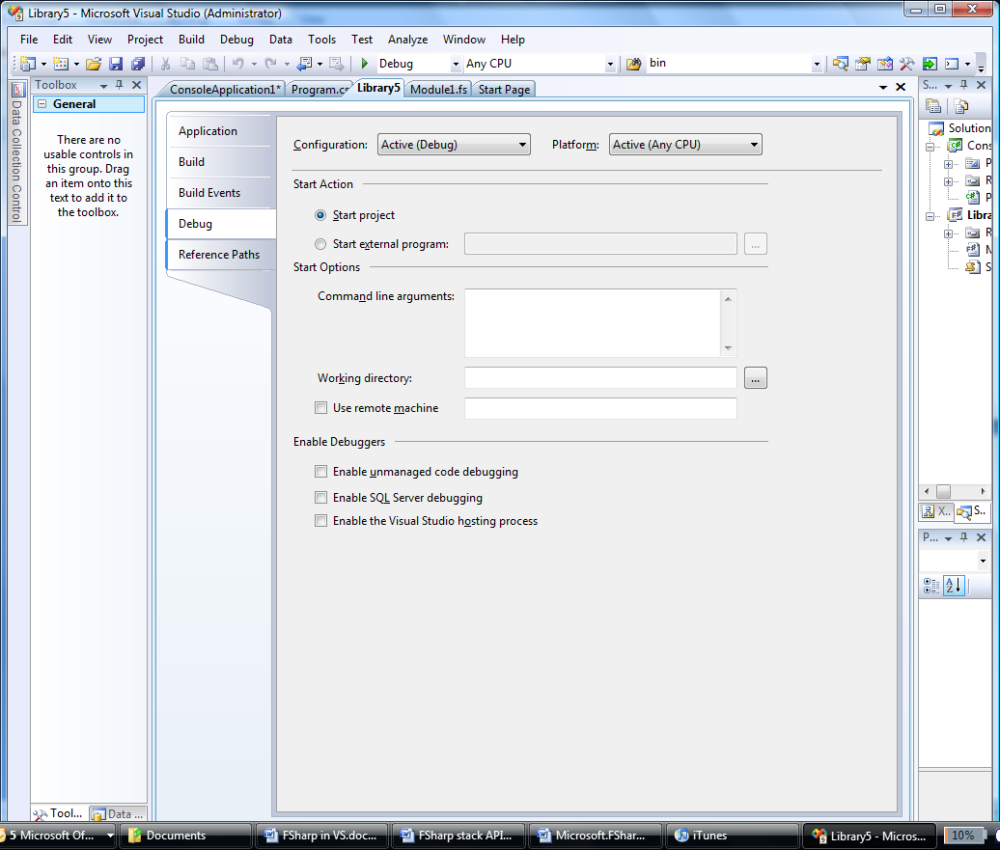 Library5 - Microsoft Visual Studio (Administrator)
File Edit View Project Build Debug Data Tools Test Analyze Window Help
Debug Any CPU bin
Data Collection Control
Toolbox
General
There are no
usable controls in
this group. Drag
an item onto this
text to add it to
the toolbox.
Tool... Data ...
ConsoleApplication1* Program.cs Library5 Module1.fs Start Page
Application
Build
Build Events
Debug
Reference Paths
Configuration: Active (Debug) Platform: Active (Any CPU)
Start Action
Start project
Start external program: ...
Start Options
Command line arguments:
Working directory: ...
Use remote machine
Enable Debuggers
Enable unmanaged code debugging
Enable SQL Server debugging
Enable the Visual Studio hosting process
S...
Solution
Cons
P
R
P
Libra
R
M
S
X.. S..
P...
5 Microsoft Of... Documents FSharp in VS.doc... FSharp stack API... Microsoft.FShar... iTunes Library5 - Micros... 10%